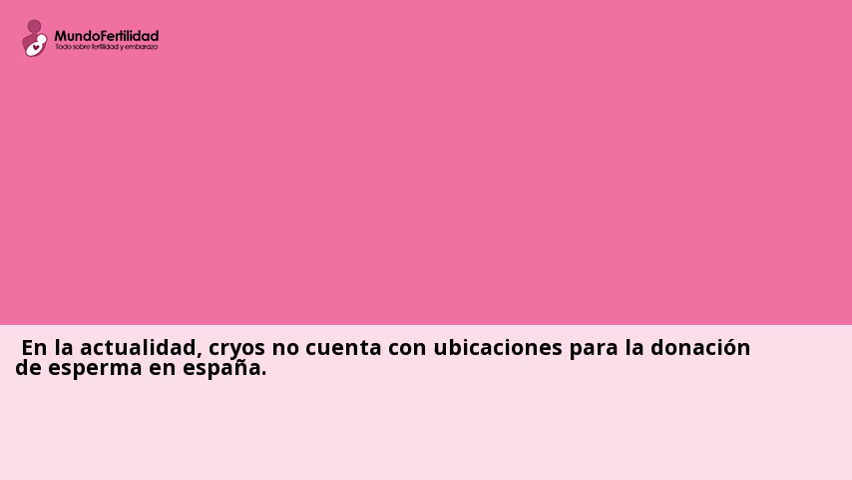 MundoFertilidad
Todo sobre fertilidad y embarazo
En la actualidad, cryos no cuenta con ubicaciones para la donación
de esperma en españa.